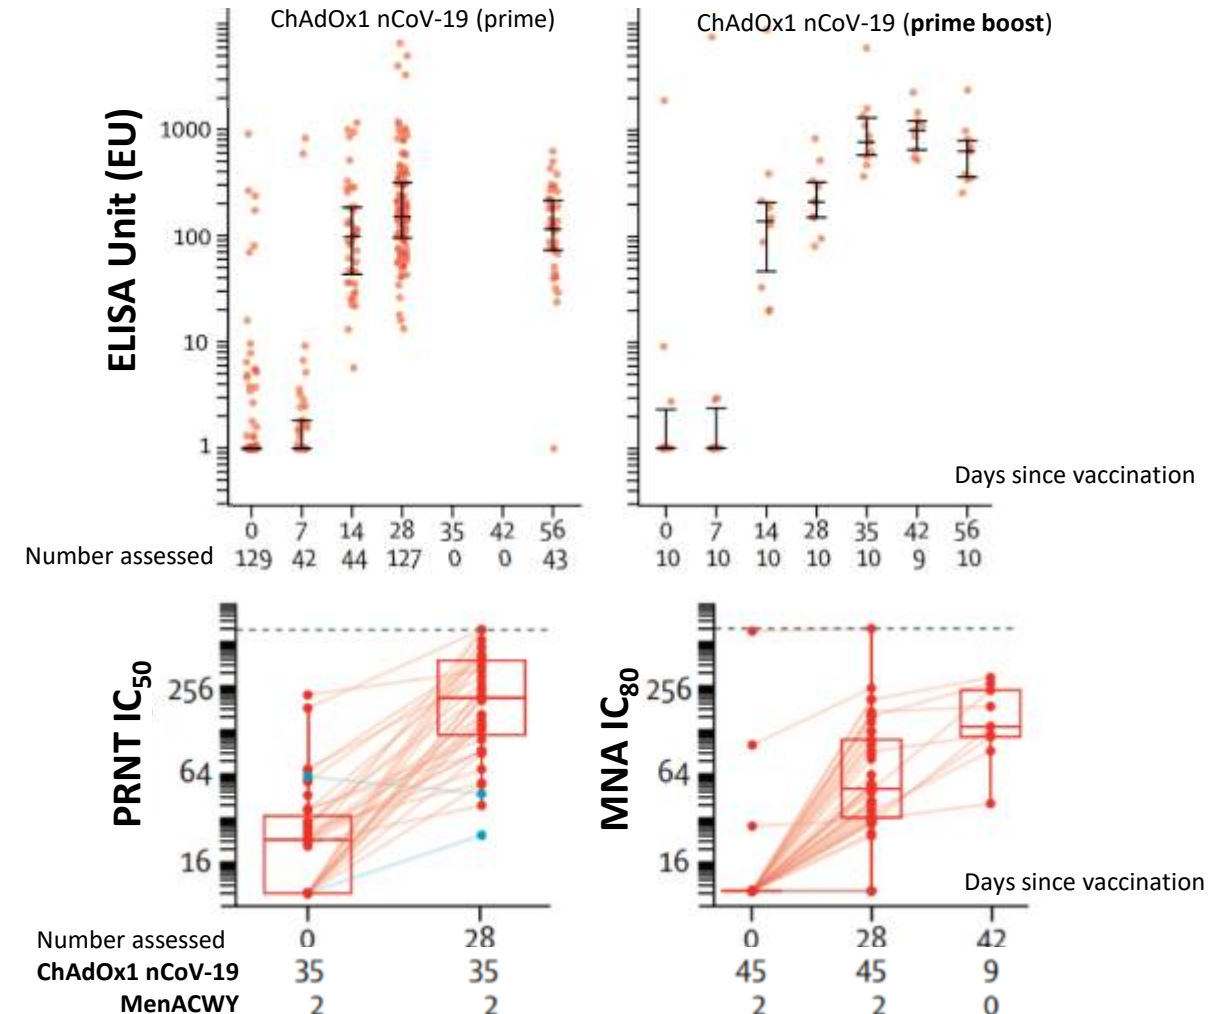 ChAdOx1 nCoV-19 (prime)
ChAdOx1 nCoV-19 (prime boost)
ELISA Unit (EU)
1000
100
10
1
Days since vaccination
0 7 14 28 35 42 56
0 7 14 28 35 42 56
Number assessed 129 42 44 127 0 0 43
10 10 10 10 10 9 10
PRNT IC50
256
64
16
MNA IC80
256
64
16
Days since vaccination
Number assessed 0 28
0 28 42
ChAdOx1 nCoV-19 35 35
45 45 9
MenACWY 2 2
2 2 0